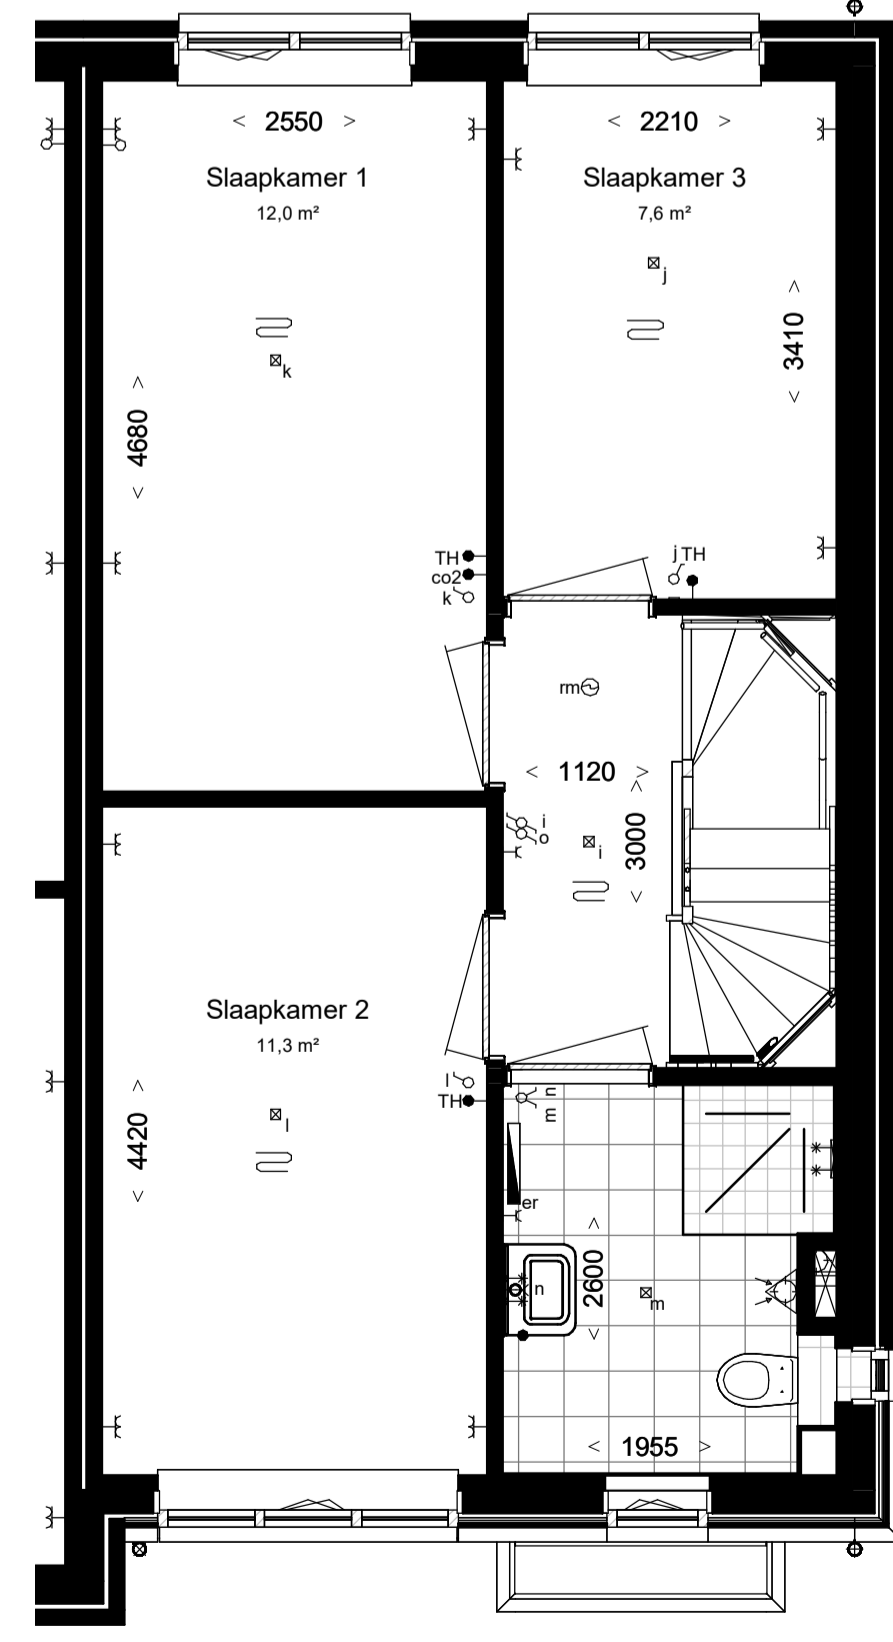 < 2550 >
< 2210 >
Slaapkamer 1
12,0 m²
Slaapkamer 3
7,6 m²
j
< 3410 >
k
< 4680 >
TH
co2
k
j TH
rm
< 1120 >
i
o
i
< 3000 >
Slaapkamer 2
11,3 m²
l
TH
l
< 4420 >
n
m
er
n
< 2600 >
m
< 1955 >